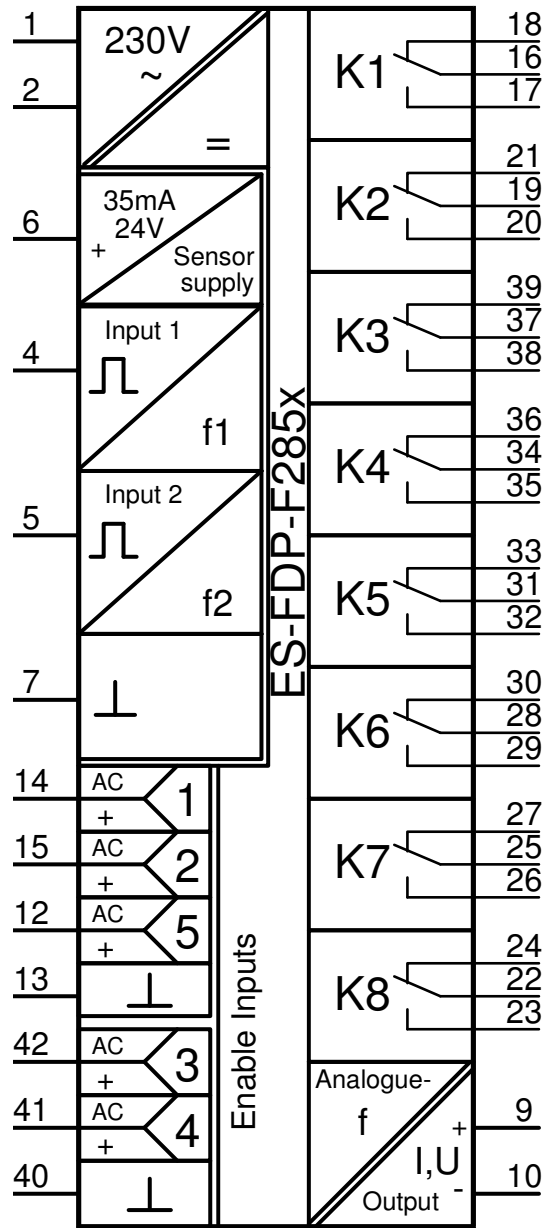 1
2
230V
~
=
6
35mA
24V
+
Sensor
supply
4
Input 1
f1
5
Input 2
f2
7
14
AC
+
1
15
AC
+
2
12
AC
+
5
13
42
AC
+
3
41
AC
+
4
40
Enable Inputs
ES-FDP-F285x
K1
18
16
17
K2
21
19
20
K3
39
37
38
K4
36
34
35
K5
33
31
32
K6
30
28
29
K7
27
25
26
K8
24
22
23
Analogue-
f
I,U
+
-
Output
9
10